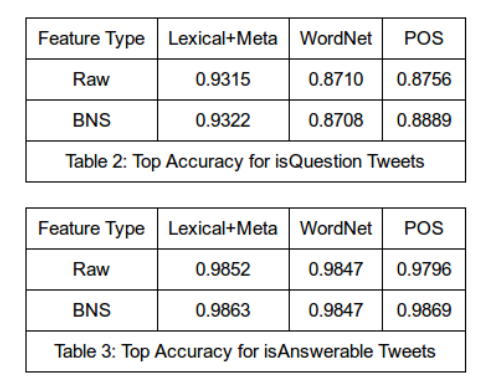 Feature Type Lexical+Meta WordNet POS
Raw 0.9315 0.8710 0.8756
BNS 0.9322 0.8708 0.8889
Table 2: Top Accuracy for isQuestion Tweets
Feature Type Lexical+Meta WordNet POS
Raw 0.9852 0.9847 0.9796
BNS 0.9863 0.9847 0.9869
Table 3: Top Accuracy for isAnswerable Tweets